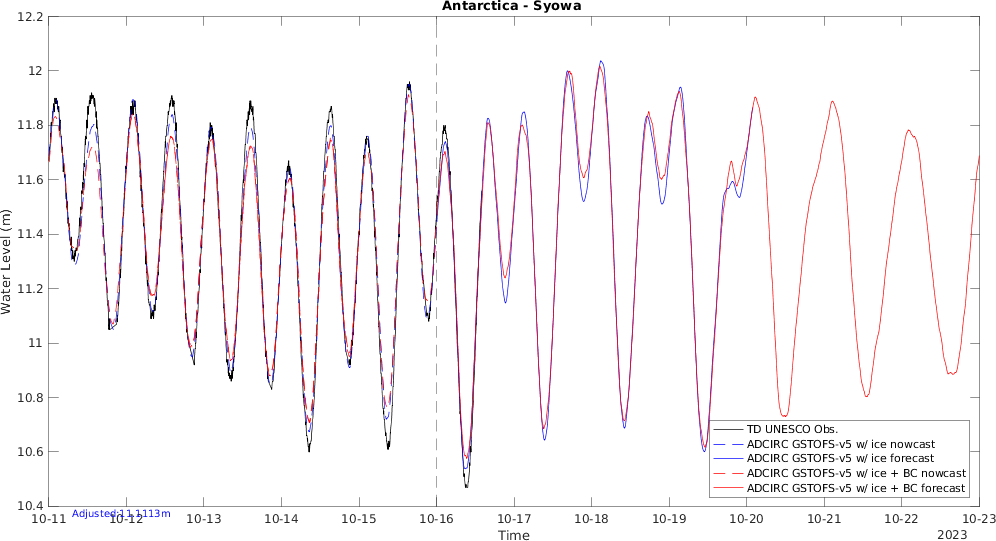 Antarctica - Syowa
12.2
12
11.8
11.6
11.4
11.2
11
10.8
10.6
10.4
Water Level (m)
TD UNESCO Obs.
ADCIRC GSTOFS-v5 w/ ice nowcast
ADCIRC GSTOFS-v5 w/ ice forecast
ADCIRC GSTOFS-v5 w/ ice + BC nowcast
ADCIRC GSTOFS-v5 w/ ice + BC forecast
10-11 10-12 10-13 10-14 10-15 10-16 10-17 10-18 10-19 10-20 10-21 10-22 10-23
Adjusted:11.1113m
Time
2023